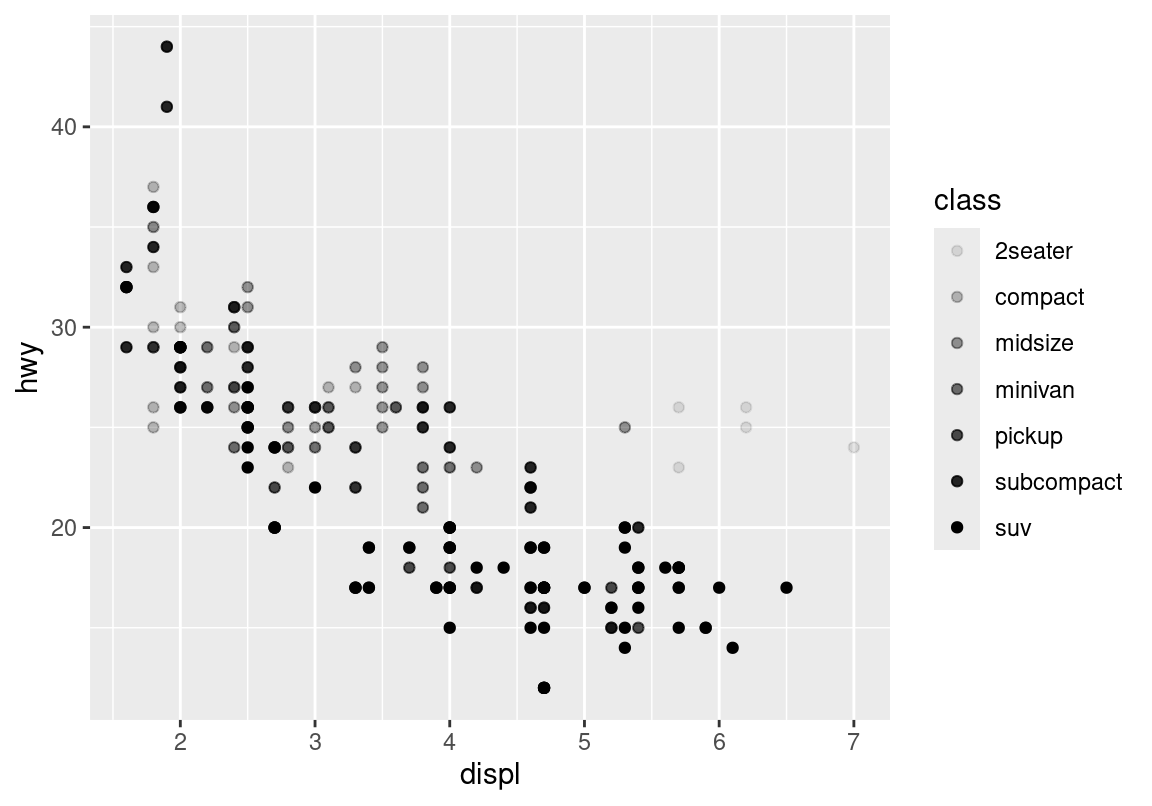 40
30
20
hwy
2 3 4 5 6 7
displ
class
2seater
compact
midsize
minivan
pickup
subcompact
suv